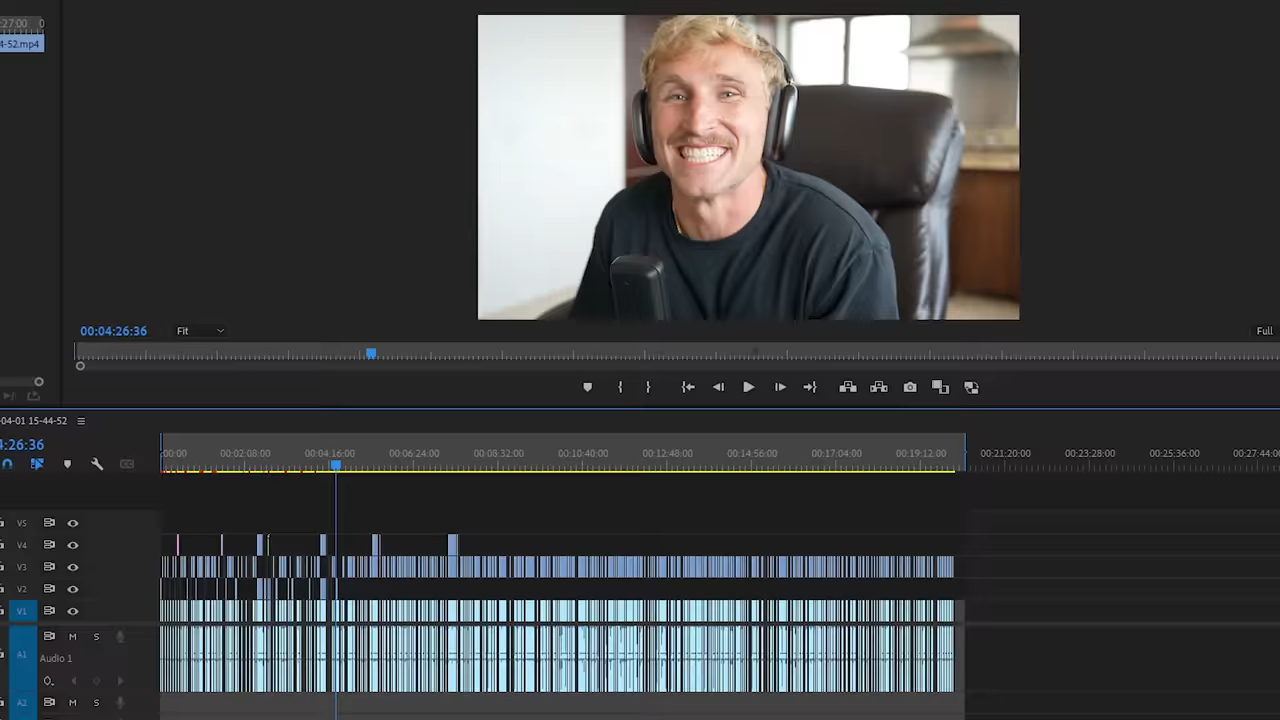 :27:00 0
4-52.mp4
00:04:26:36 Fit Full
-04-01 15-44-52
4:26:36
:00:00 00:02:08:00 00:04:16:00 00:06:24:00 00:08:32:00 00:10:40:00 00:12:48:00 00:14:56:00 00:17:04:00 00:19:12:00 00:21:20:00 00:23:28:00 00:25:36:00 00:27:44:00
V5
V4
V3
V2
V1
M S
A1
Audio 1
A2 M S